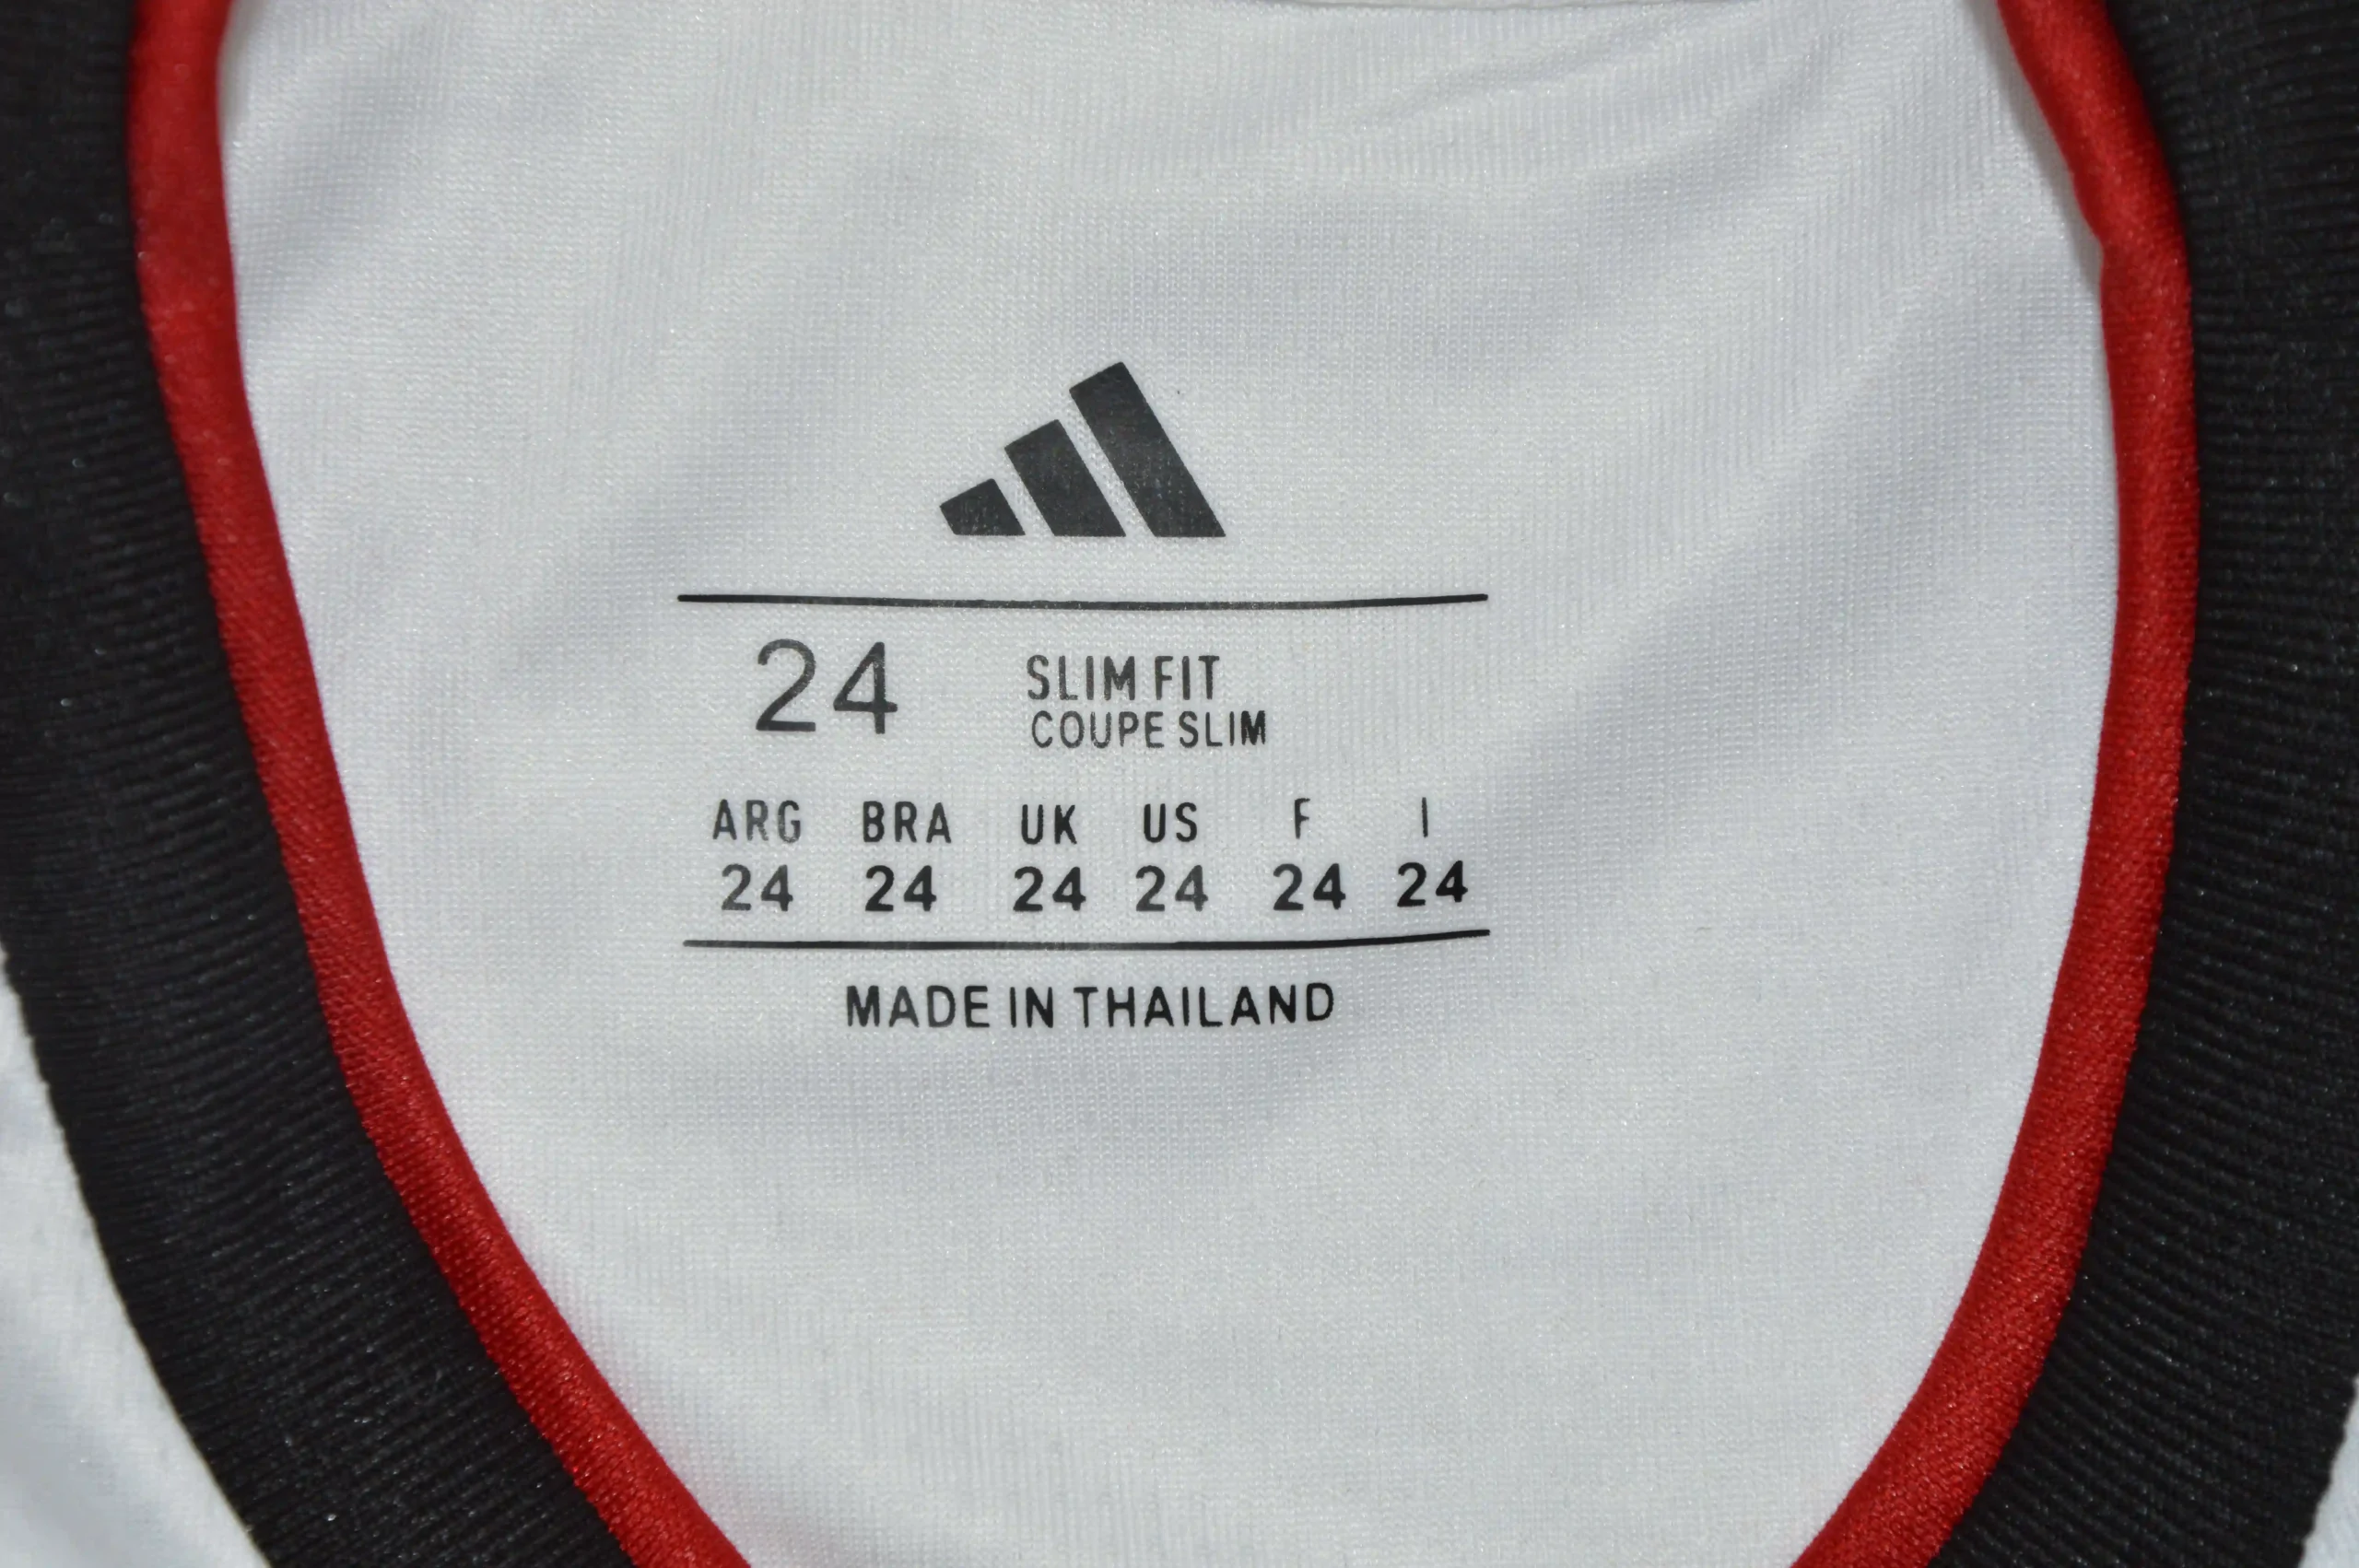 24 SLIM FIT
COUPE SLIM
ARG BRA UK US F I
24 24 24 24 24 24
MADE IN THAILAND